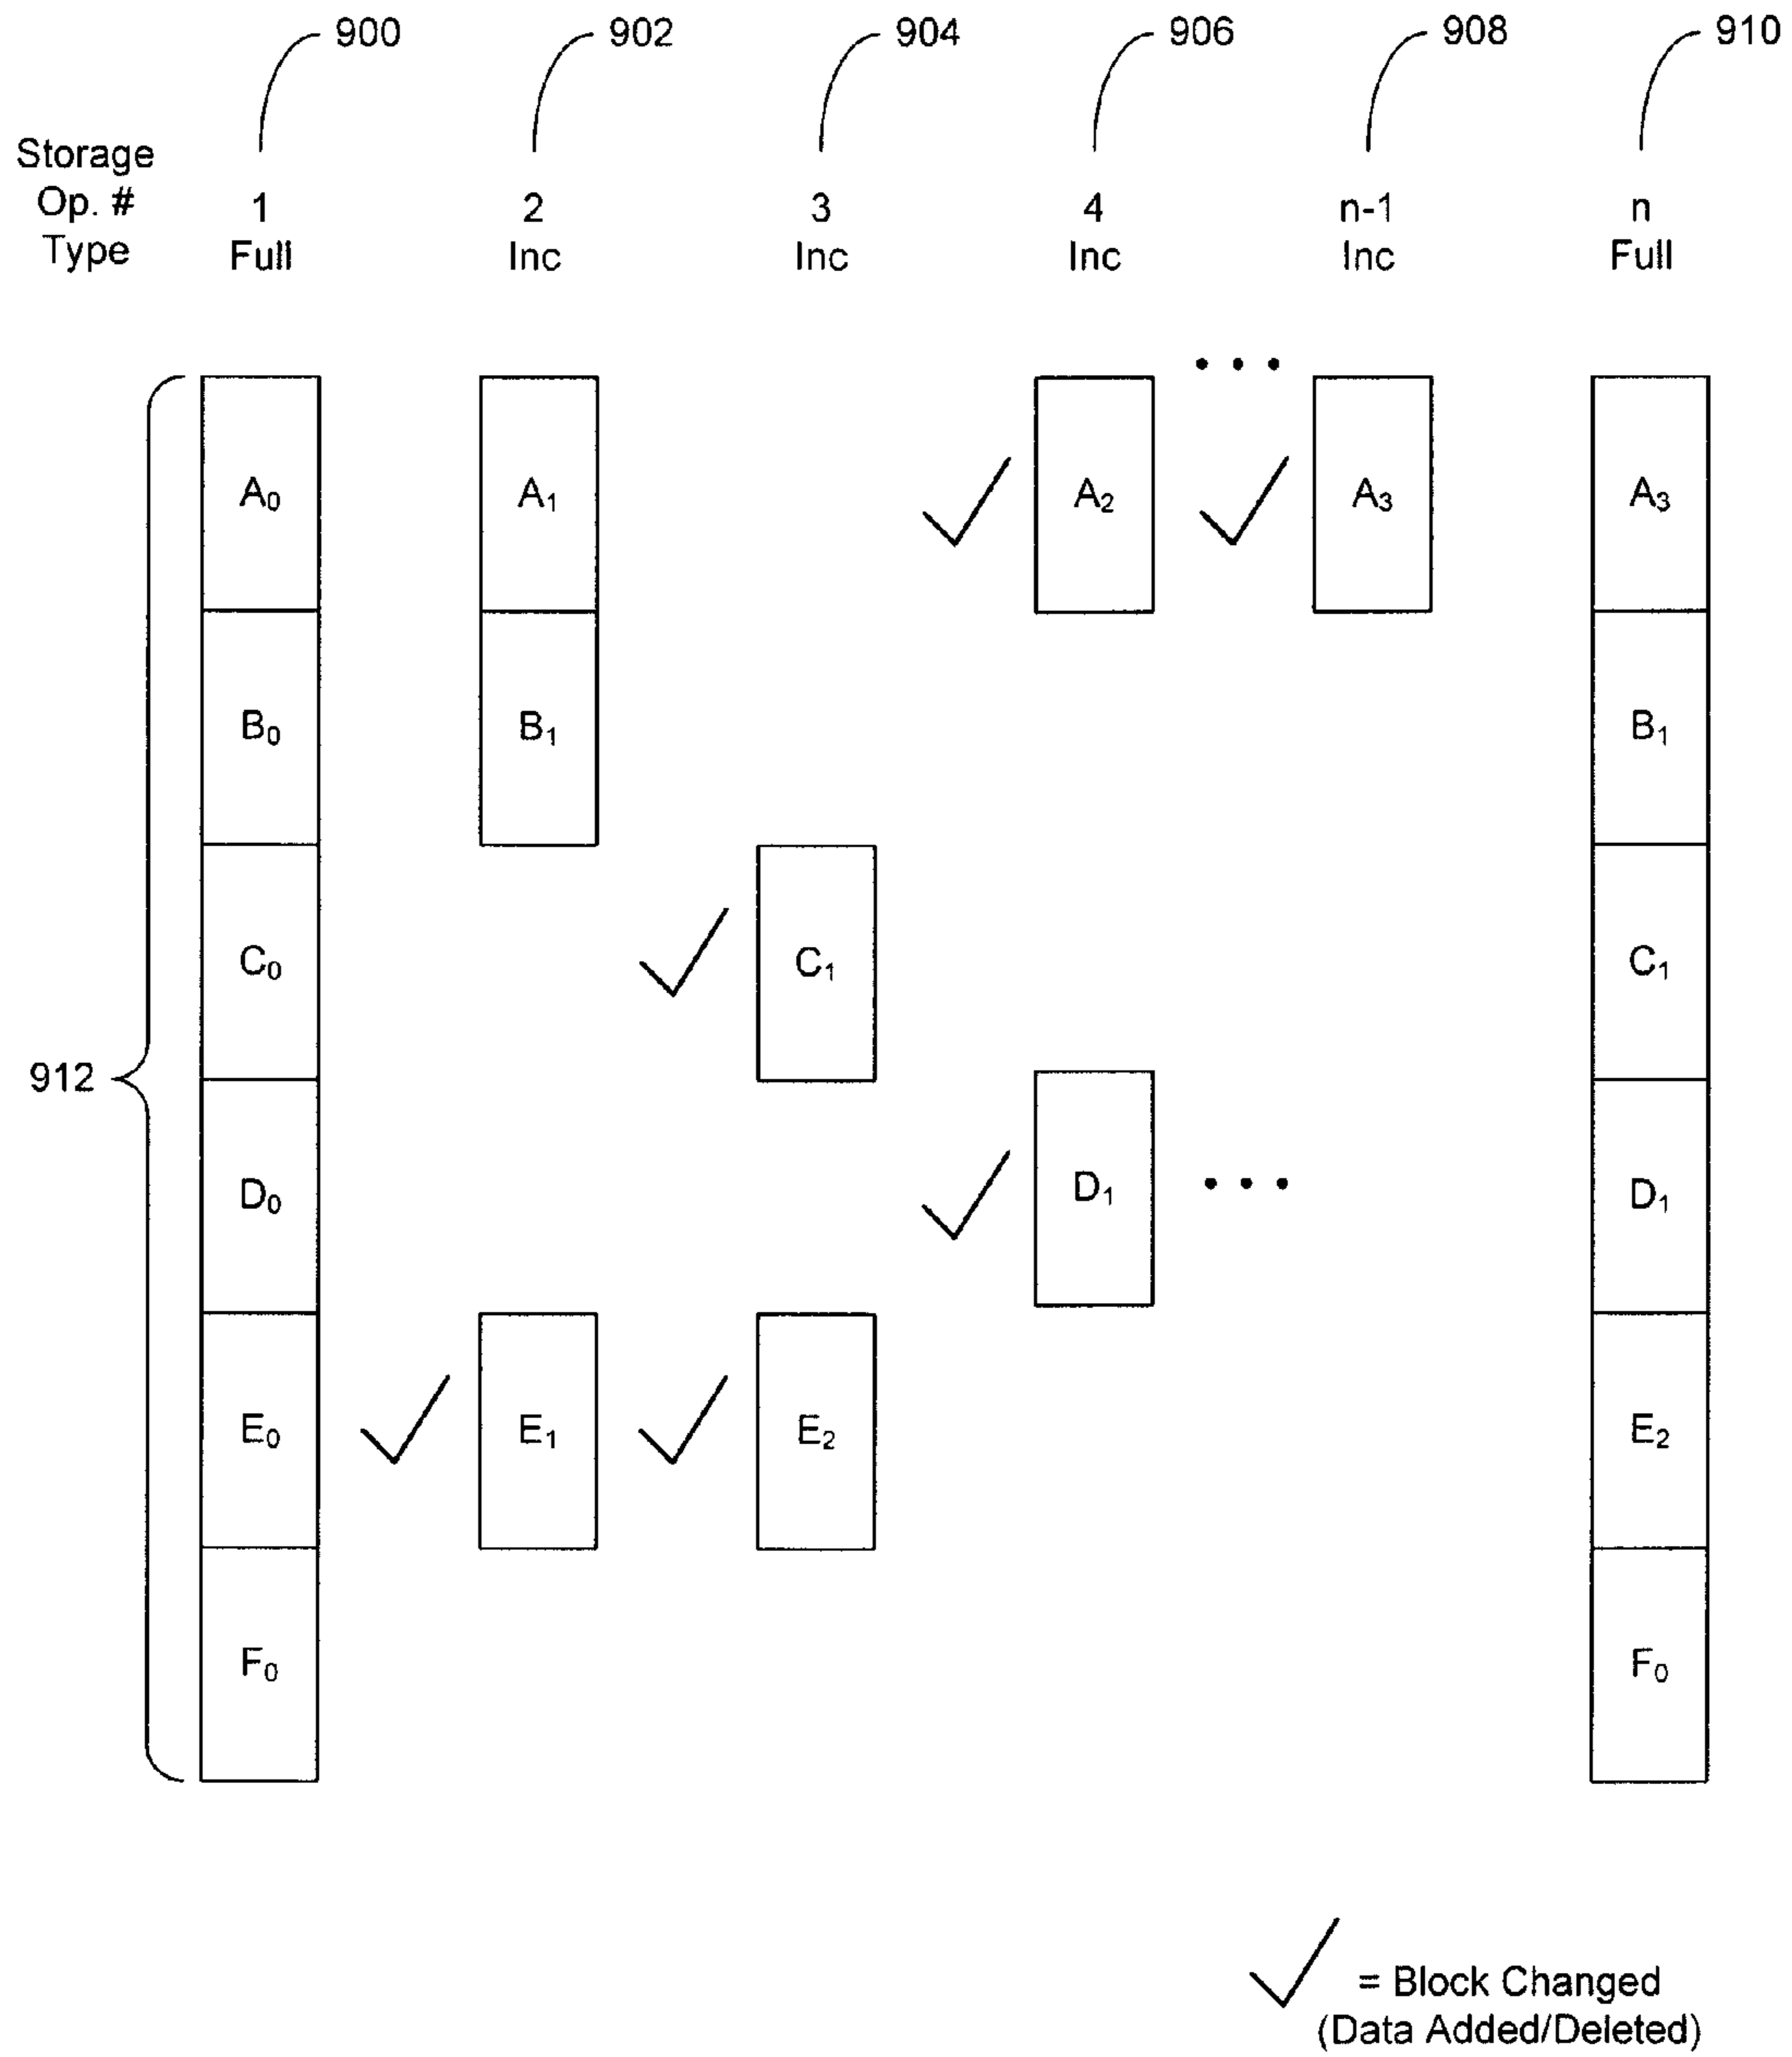 900 902 904 906 908 910
Storage
Op. # 1 2 3 4 n-1 n
Type Full Inc Inc Inc Inc Full
A₀ A₁ A₂ A₃ A₃
B₀ B₁ B₁
C₀ C₁ C₁
912
D₀ D₁ D₁
E₀ E₁ E₂ E₂
F₀ F₀
= Block Changed
(Data Added/Deleted)